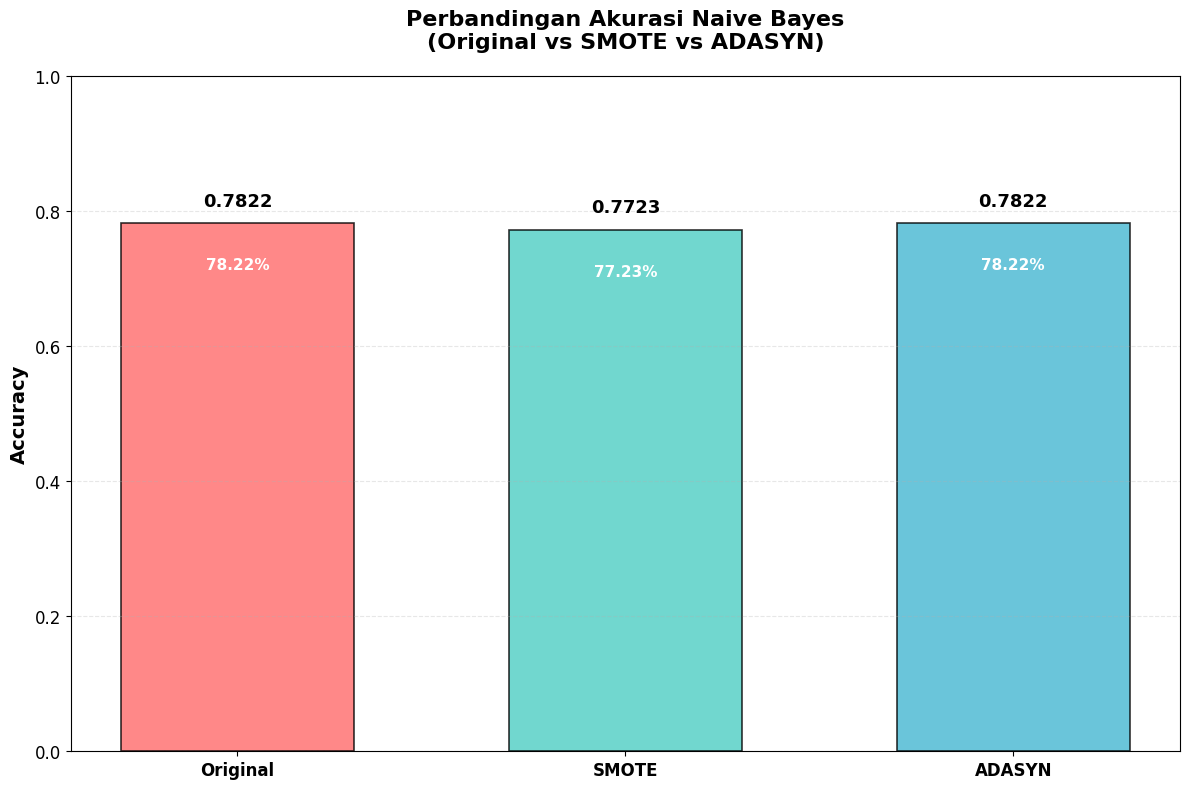 Perbandingan Akurasi Naive Bayes
(Original vs SMOTE vs ADASYN)
Accuracy
1.0
0.8
0.6
0.4
0.2
0.0
0.7822
0.7723
0.7822
78.22%
77.23%
78.22%
Original
SMOTE
ADASYN